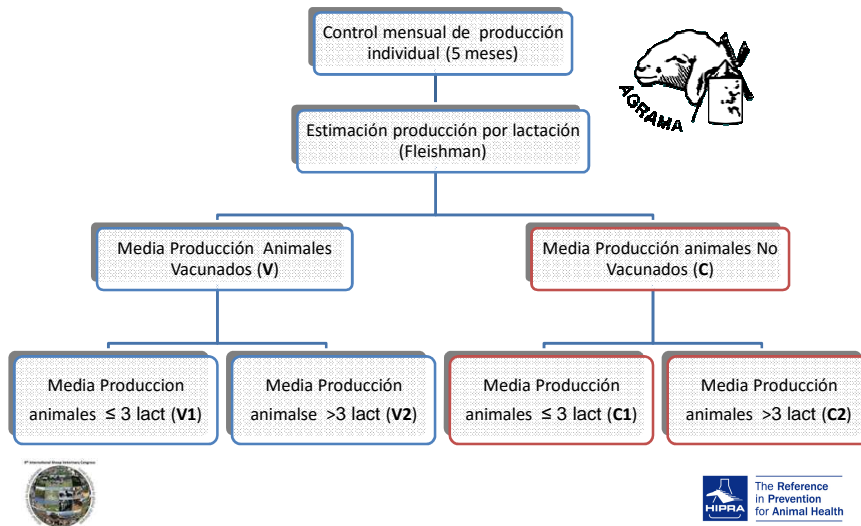 Control mensual de producción
individual (5 meses)
AGRAMA
Estimación producción por lactación
(Fleishman)
Media Producción Animales
Vacunados (V)
Media Producción animales No
Vacunados (C)
Media Produccion
animales ≤ 3 lact (V1)
Media Producción
animalse >3 lact (V2)
Media Producción
animales ≤ 3 lact (C1)
Media Producción
animales >3 lact (C2)
HIPRA
The Reference
in Prevention
for Animal Health